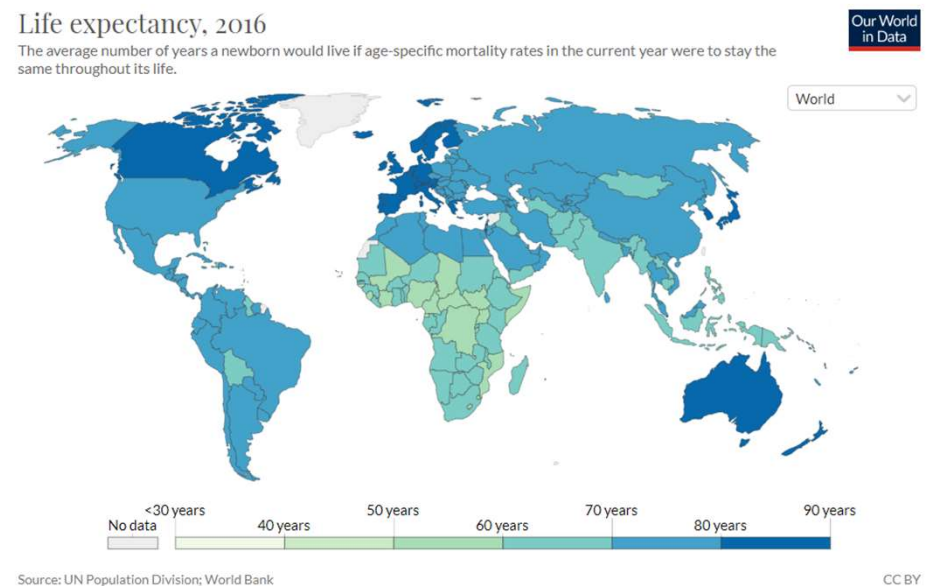 Life expectancy, 2016
Our World
in Data
The average number of years a newborn would live if age-specific mortality rates in the current year were to stay the
same throughout its life.
World
<30 years
50 years
70 years
90 years
No data
40 years
60 years
80 years
Source: UN Population Division; World Bank
CC BY